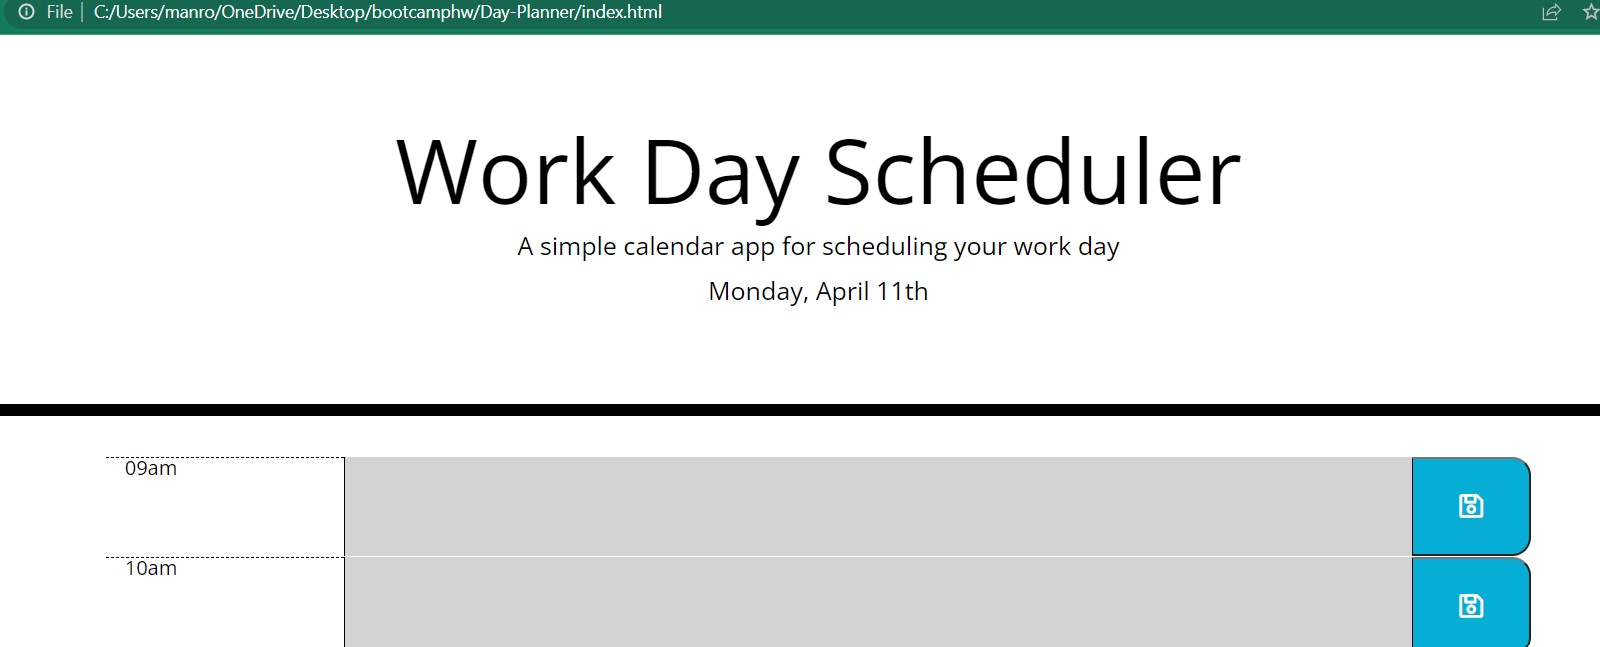 File | C:/Users/manro/OneDrive/Desktop/bootcamphw/Day-Planner/index.html
Work Day Scheduler
A simple calendar app for scheduling your work day
Monday, April 11th
09am
10am